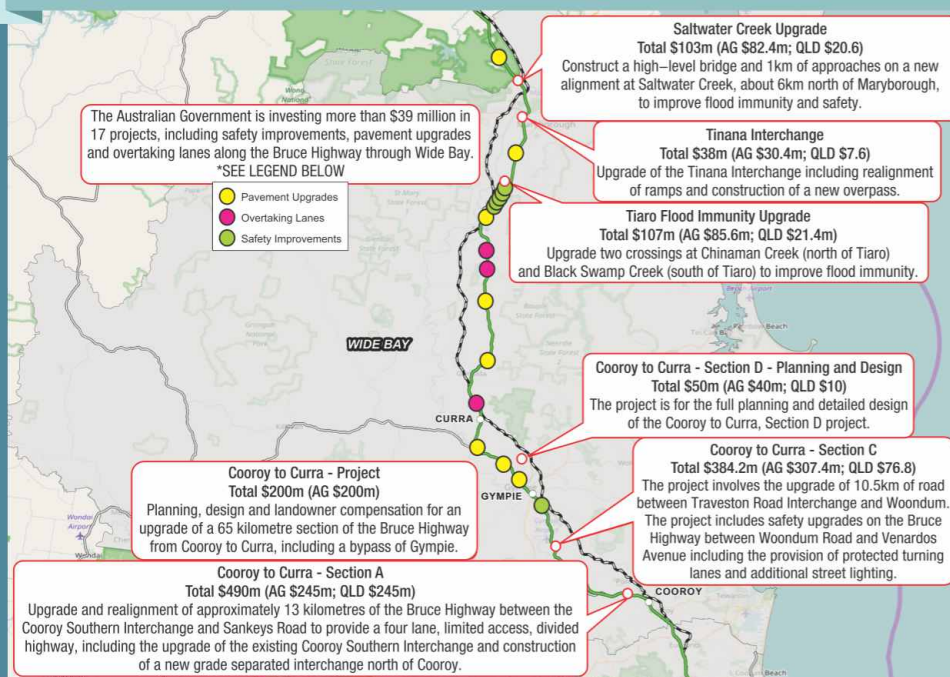 Saltwater Creek Upgrade
Total $103m (AG $82.4m; QLD $20.6)
Construct a high–level bridge and 1km of approaches on a new
alignment at Saltwater Creek, about 6km north of Maryborough,
to improve flood immunity and safety.
The Australian Government is investing more than $39 million in
17 projects, including safety improvements, pavement upgrades
and overtaking lanes along the Bruce Highway through Wide Bay.
*SEE LEGEND BELOW
Pavement Upgrades
Overtaking Lanes
Safety Improvements
Tinana Interchange
Total $38m (AG $30.4m; QLD $7.6)
Upgrade of the Tinana Interchange including realignment
of ramps and construction of a new overpass.
Tiaro Flood Immunity Upgrade
Total $107m (AG $85.6m; QLD $21.4m)
Upgrade two crossings at Chinaman Creek (north of Tiaro)
and Black Swamp Creek (south of Tiaro) to improve flood immunity.
WIDE BAY
Cooroy to Curra - Section D - Planning and Design
Total $50m (AG $40m; QLD $10)
The project is for the full planning and detailed design
of the Cooroy to Curra, Section D project.
CURRA
Cooroy to Curra - Section C
Total $384.2m (AG $307.4m; QLD $76.8)
The project involves the upgrade of 10.5km of road
between Traveston Road Interchange and Woondum.
The project includes safety upgrades on the Bruce
Highway between Woondum Road and Venardos
Avenue including the provision of protected turning
lanes and additional street lighting.
Cooroy to Curra - Project
Total $200m (AG $200m)
Planning, design and landowner compensation for an
upgrade of a 65 kilometre section of the Bruce Highway
from Cooroy to Curra, including a bypass of Gympie.
GYMPIE
Wondai
Airport
Cooroy to Curra - Section A
Total $490m (AG $245m; QLD $245m)
Upgrade and realignment of approximately 13 kilometres of the Bruce Highway between the
Cooroy Southern Interchange and Sankeys Road to provide a four lane, limited access, divided
highway, including the upgrade of the existing Cooroy Southern Interchange and construction
of a new grade separated interchange north of Cooroy.
COOROY